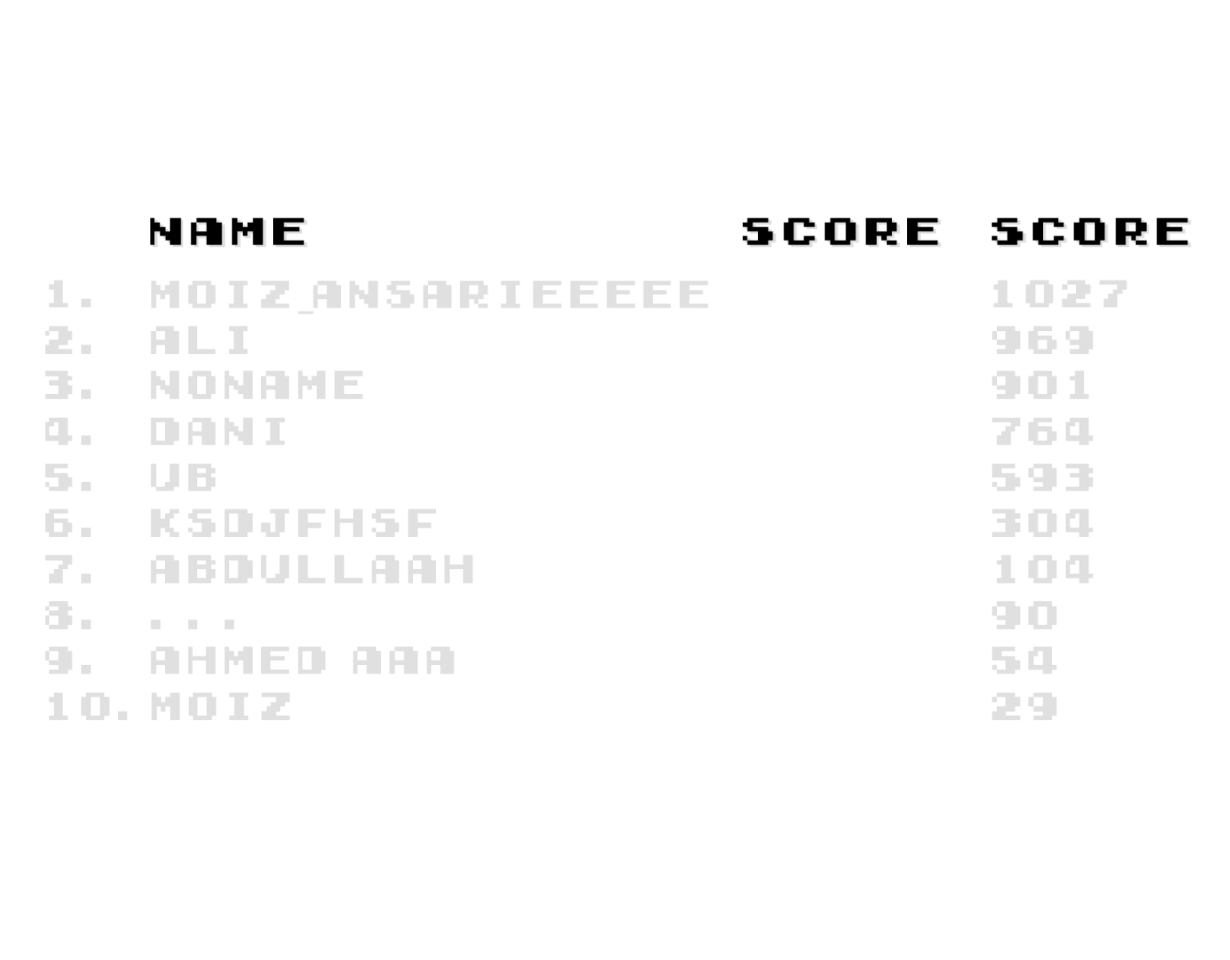 NAME SCORE SCORE
1. MOIZ_ANSARIEEEEE 1027
2. ALI 969
3. NONAME 901
4. DANI 764
5. UB 593
6. KSDJFHSF 304
7. ABDULLAAH 104
8. ... 90
9. AHMED AAA 54
10. MOIZ 29